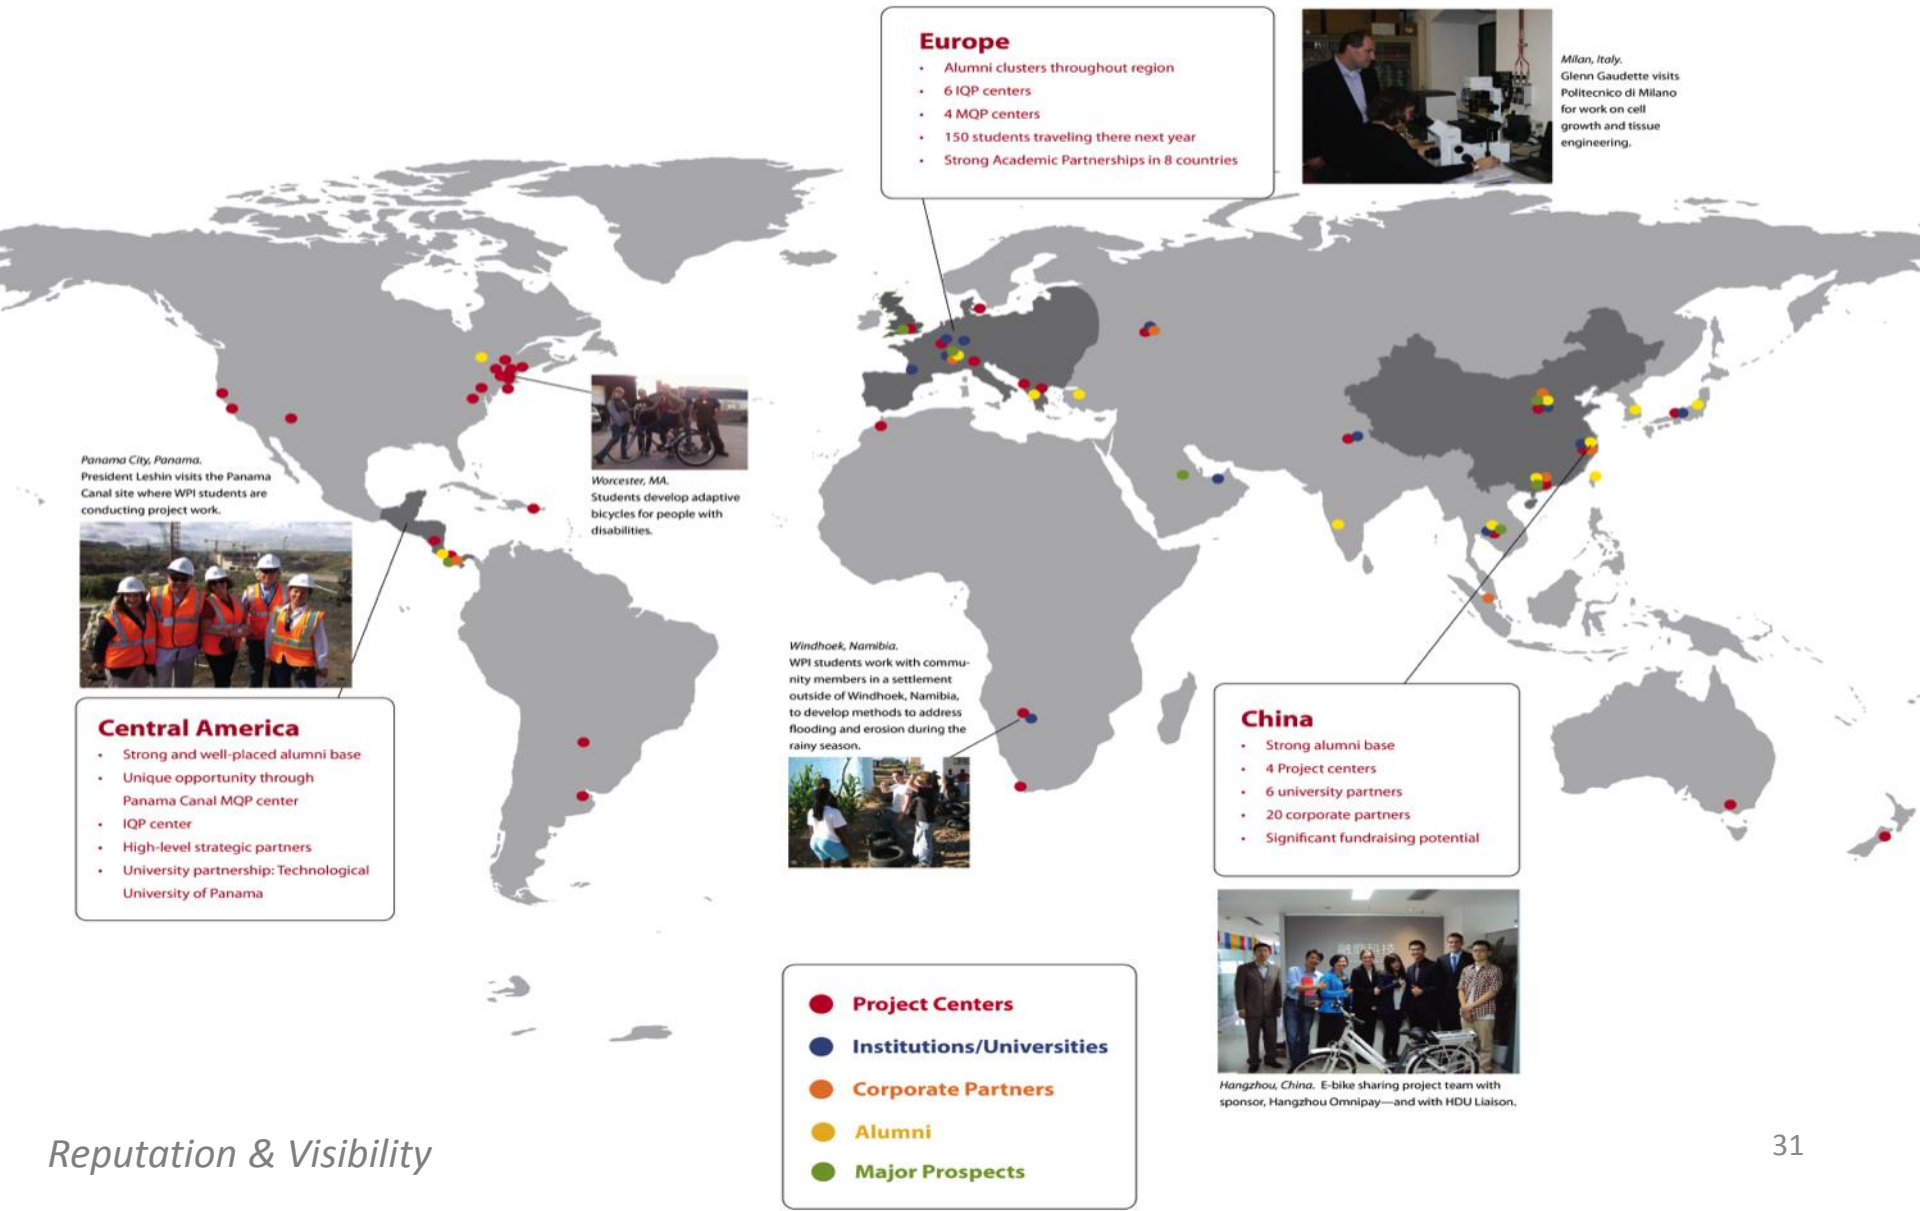 Europe
• Alumni clusters throughout region
• 6 IQP centers
• 4 MQP centers
• 150 students traveling there next year
• Strong Academic Partnerships in 8 countries
Milan, Italy.
Glenn Gaudette visits
Politecnico di Milano
for work on cell
growth and tissue
engineering.
Panama City, Panama.
President Leshin visits the Panama
Canal site where WPI students are
conducting project work.
Worcester, MA.
Students develop adaptive
bicycles for people with
disabilities.
Central America
• Strong and well-placed alumni base
• Unique opportunity through
Panama Canal MQP center
• IQP center
• High-level strategic partners
• University partnership: Technological
University of Panama
Windhoek, Namibia.
WPI students work with commu-
nity members in a settlement
outside of Windhoek, Namibia,
to develop methods to address
flooding and erosion during the
rainy season.
China
• Strong alumni base
• 4 Project centers
• 6 university partners
• 20 corporate partners
• Significant fundraising potential
Hangzhou, China. E-bike sharing project team with
sponsor, Hangzhou Omnipay—and with HDU Liaison.
Project Centers
Institutions/Universities
Corporate Partners
Alumni
Major Prospects
Reputation & Visibility
31